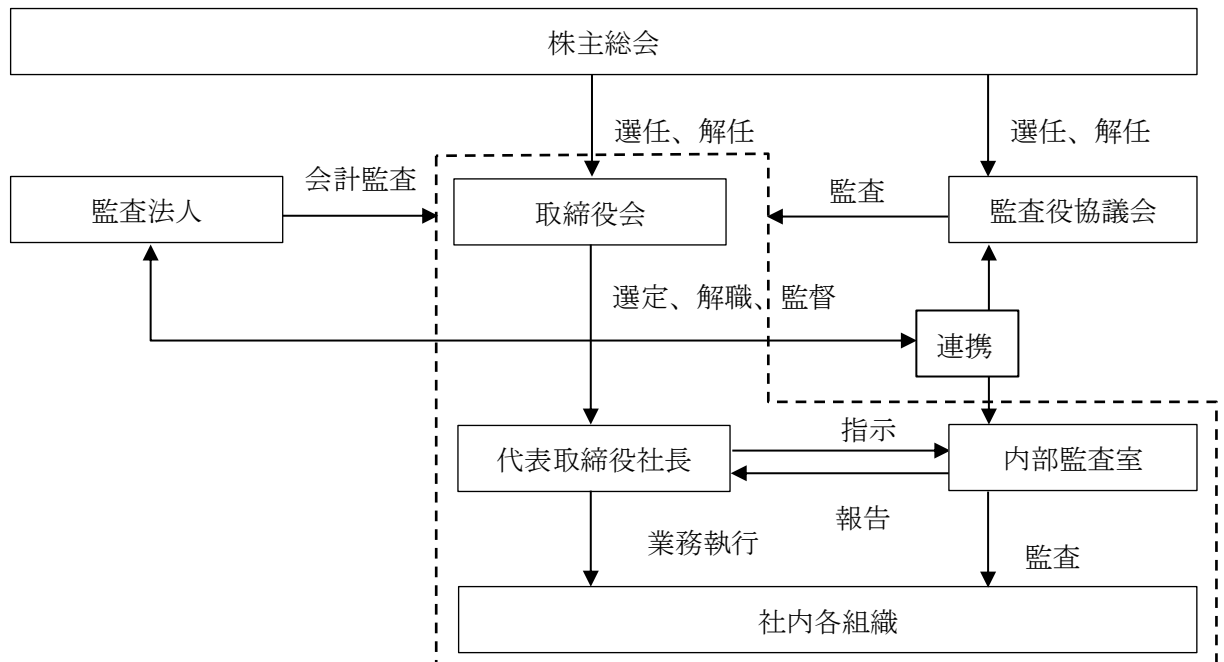 株主総会
選任、解任
選任、解任
会計監査
監査
監査法人
取締役会
監査役協議会
選定、解職、監督
連携
指示
代表取締役社長
内部監査室
報告
業務執行
監査
社内各組織